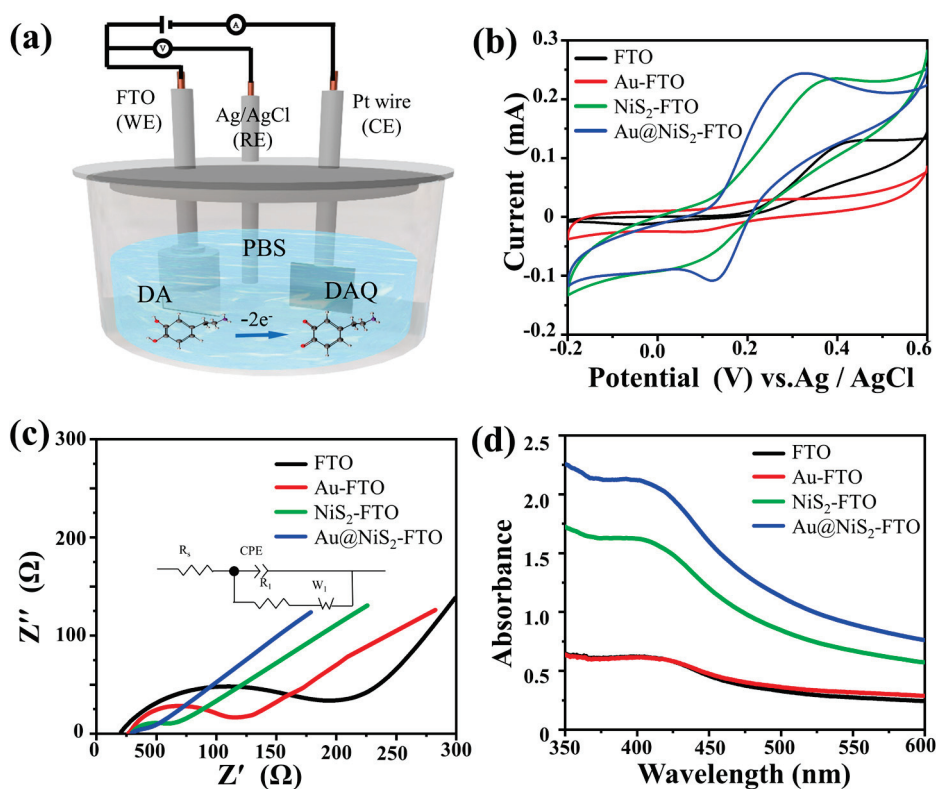 (a)
A
V
FTO
(WE)
Ag/AgCl
(RE)
Pt wire
(CE)
PBS
DA
DAQ
-2e⁻
(b)
FTO
Au-FTO
NiS₂-FTO
Au@NiS₂-FTO
0.3
0.2
0.1
0
-0.1
-0.2
Current (mA)
-0.2 0.0 0.2 0.4 0.6
Potential (V) vs.Ag / AgCl
(c)
FTO
Au-FTO
NiS₂-FTO
Au@NiS₂-FTO
Rs
CPE
R1
W1
300
250
200
150
100
50
0
Z'' (Ω)
0 50 100 150 200 250 300
Z' (Ω)
(d)
FTO
Au-FTO
NiS₂-FTO
Au@NiS₂-FTO
2.5
2.0
1.5
1.0
0.5
0
Absorbance
350 400 450 500 550 600
Wavelength (nm)